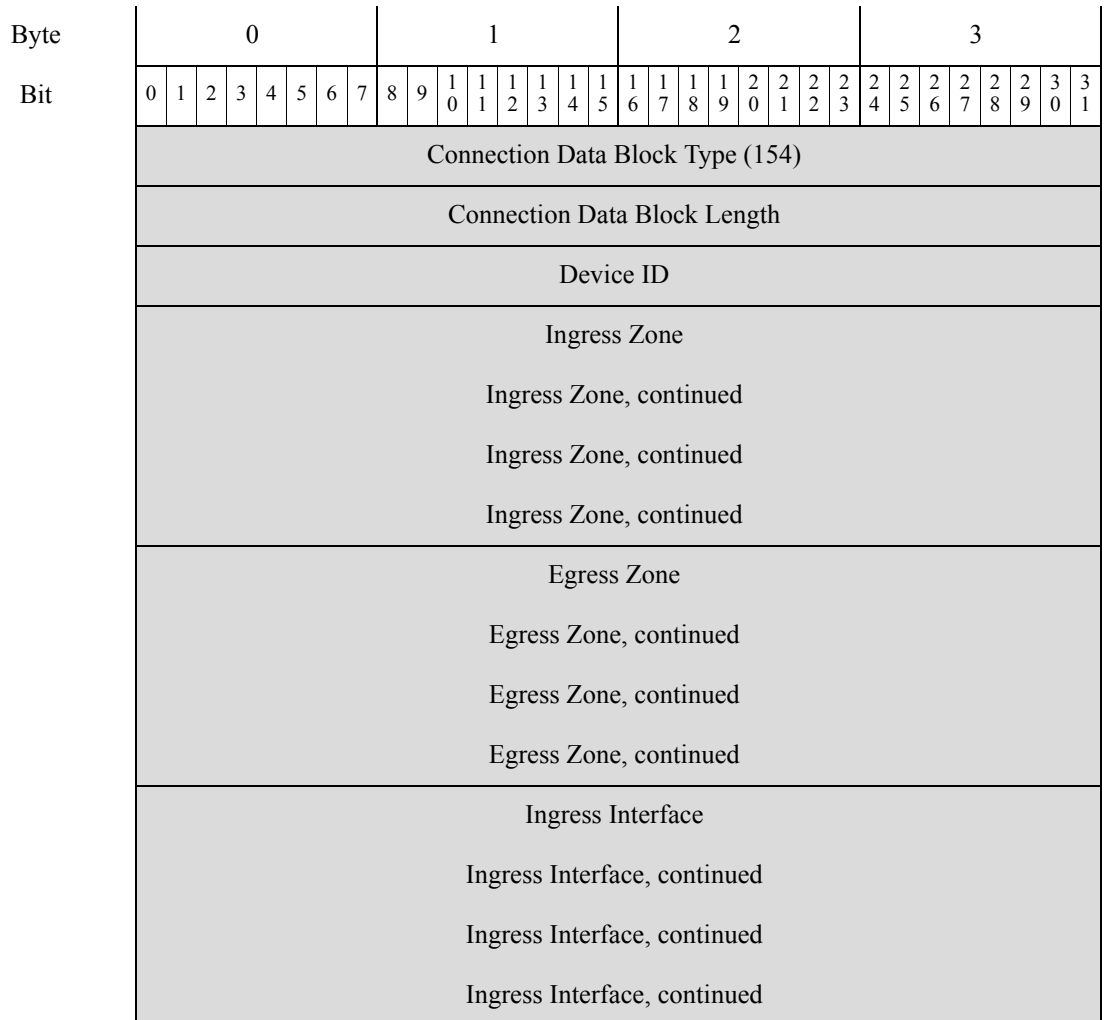 Byte 0 1 2 3
Bit 0 1 2 3 4 5 6 7 8 9 10 11 12 13 14 15 16 17 18 19 20 21 22 23 24 25 26 27 28 29 30 31
Connection Data Block Type (154)
Connection Data Block Length
Device ID
Ingress Zone
Ingress Zone, continued
Ingress Zone, continued
Ingress Zone, continued
Egress Zone
Egress Zone, continued
Egress Zone, continued
Egress Zone, continued
Ingress Interface
Ingress Interface, continued
Ingress Interface, continued
Ingress Interface, continued